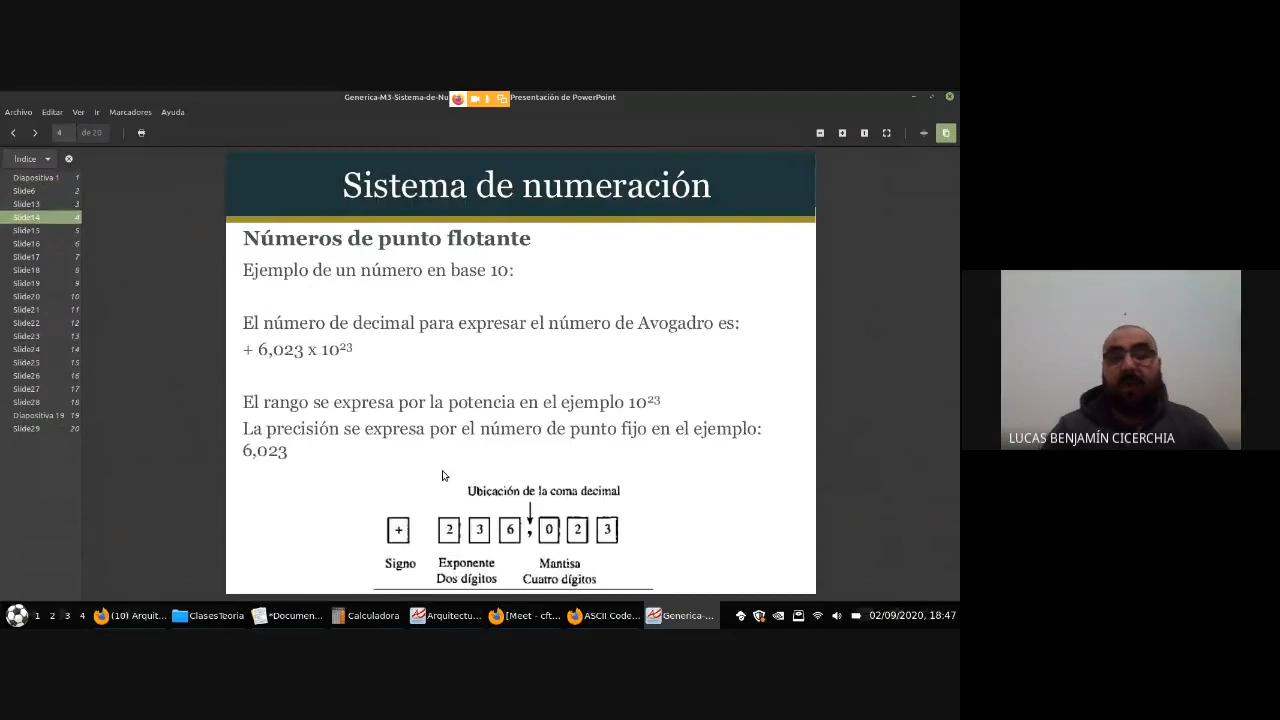 Generica-M3-Sistema-de-Nu Presentación de PowerPoint
Archivo Editar Ver Ir Marcadores Ayuda
4 de 20
Índice
Diapositiva 1 1
Slide6 2
Slide13 3
Slide14 4
Slide15 5
Slide16 6
Slide17 7
Slide18 8
Slide19 9
Slide20 10
Slide21 11
Slide22 12
Slide23 13
Slide24 14
Slide25 15
Slide26 16
Slide27 17
Slide28 18
Diapositiva 19 19
Slide29 20
Sistema de numeración
Números de punto flotante
Ejemplo de un número en base 10:
El número de decimal para expresar el número de Avogadro es:
+ 6,023 x 10²³
El rango se expresa por la potencia en el ejemplo 10²³
La precisión se expresa por el número de punto fijo en el ejemplo:
6,023
Ubicación de la coma decimal
+ 2 3 6 , 0 2 3
Signo Exponente Mantisa
Dos dígitos Cuatro dígitos
LUCAS BENJAMÍN CICERCHIA
1 2 3 4 (10) Arquit... ClasesTeoria *Documen... Calculadora Arquitectu... [Meet - cft... ASCII Code... Generica-... 02/09/2020, 18:47